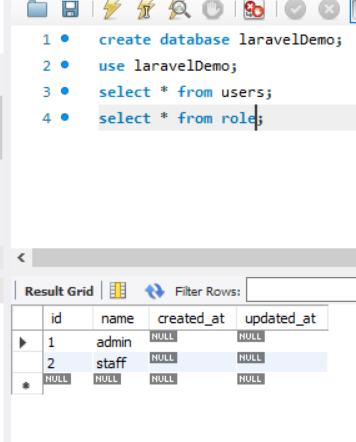 1 create database laravelDemo;
2 use laravelDemo;
3 select * from users;
4 select * from role;
Result Grid Filter Rows:
id name created_at updated_at
1 admin NULL NULL
2 staff NULL NULL
NULL NULL NULL NULL